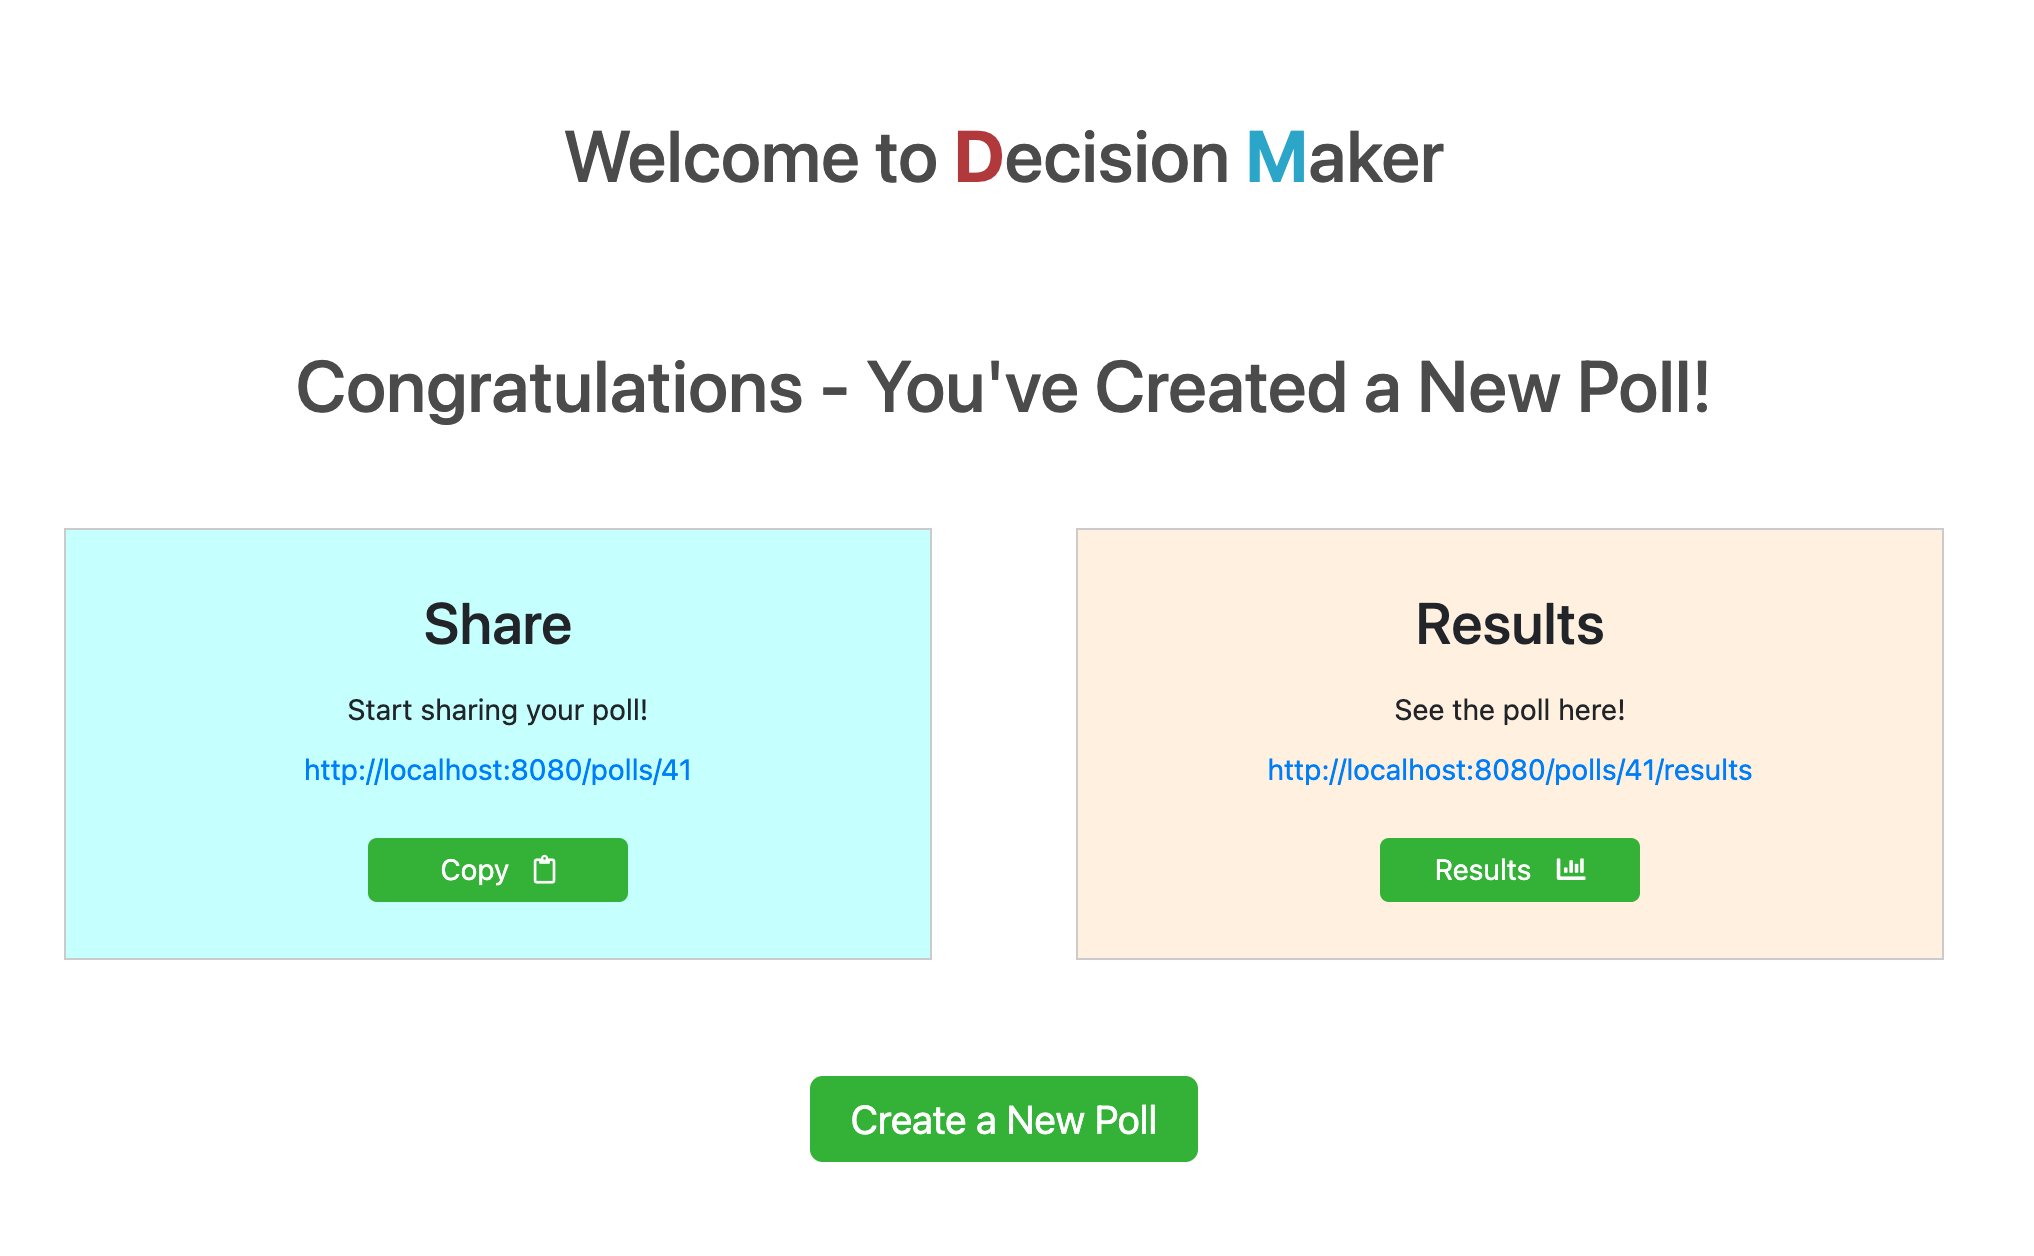 Welcome to Decision Maker
Congratulations - You've Created a New Poll!
Share
Start sharing your poll!
http://localhost:8080/polls/41
Copy
Results
See the poll here!
http://localhost:8080/polls/41/results
Results
Create a New Poll